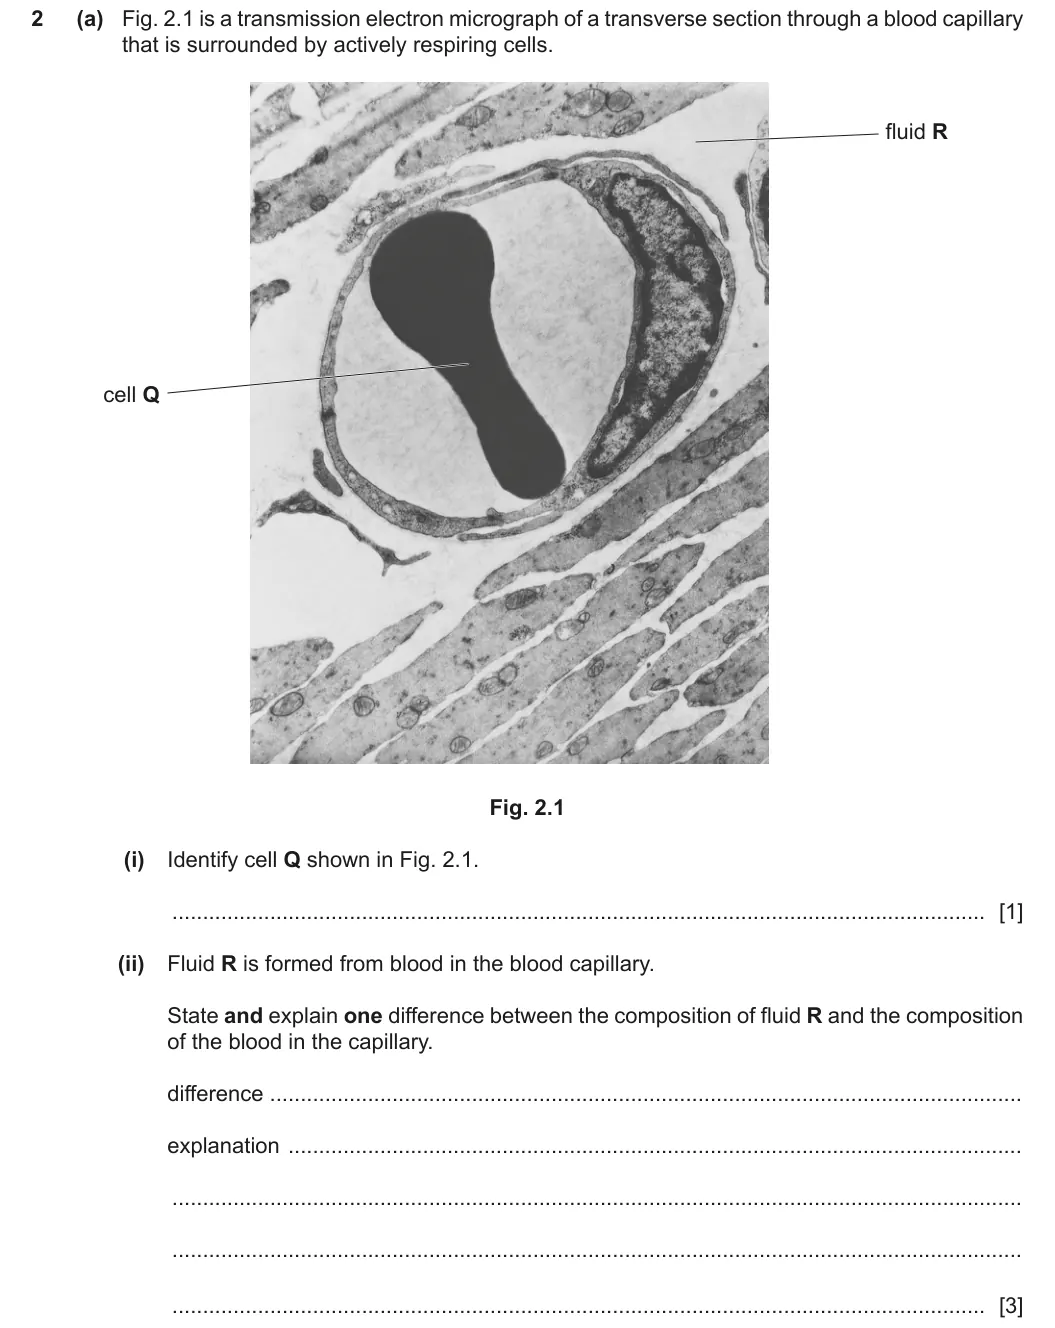 2 (a) Fig. 2.1 is a transmission electron micrograph of a transverse section through a blood capillary
that is surrounded by actively respiring cells.
fluid R
cell Q
Fig. 2.1
(i) Identify cell Q shown in Fig. 2.1.
[1]
(ii) Fluid R is formed from blood in the blood capillary.
State and explain one difference between the composition of fluid R and the composition
of the blood in the capillary.
difference
explanation
[3]